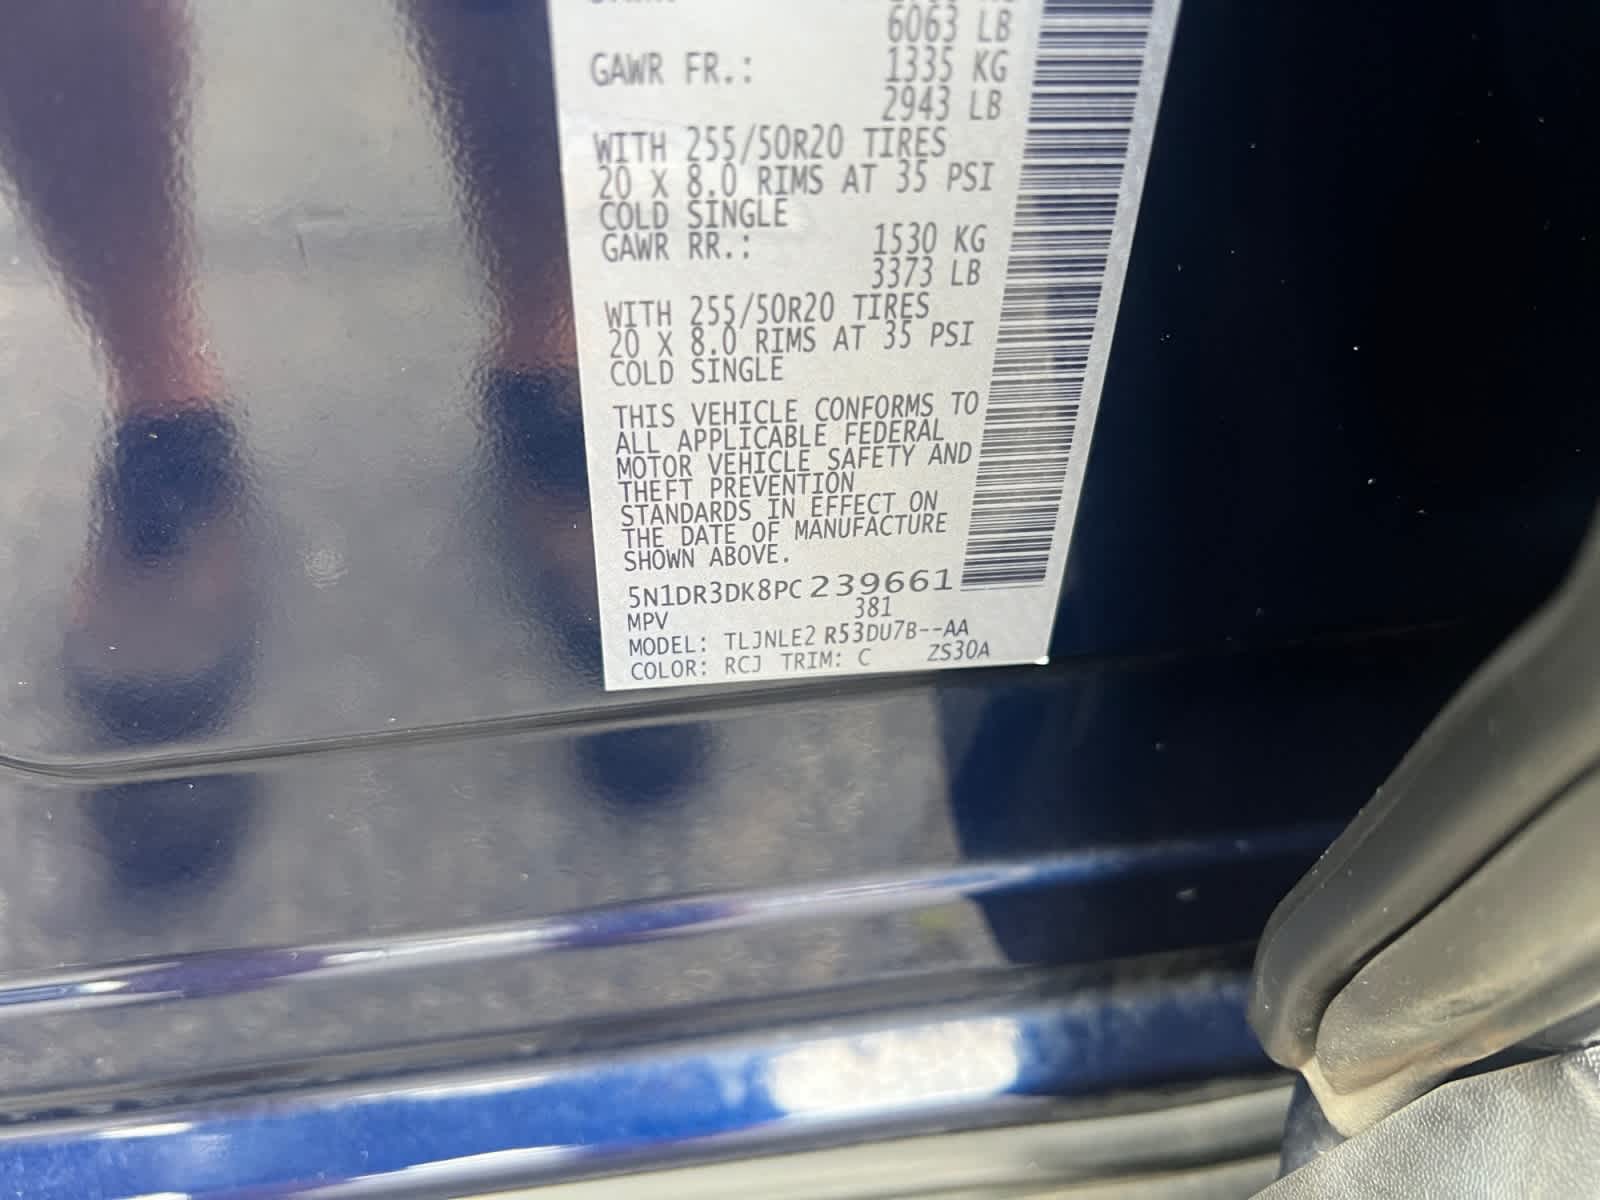 6063 LB
GAWR FR.: 1335 KG
2943 LB
WITH 255/50R20 TIRES
20 X 8.0 RIMS AT 35 PSI
COLD SINGLE
GAWR RR.: 1530 KG
3373 LB
WITH 255/50R20 TIRES
20 X 8.0 RIMS AT 35 PSI
COLD SINGLE
THIS VEHICLE CONFORMS TO
ALL APPLICABLE FEDERAL
MOTOR VEHICLE SAFETY AND
THEFT PREVENTION
STANDARDS IN EFFECT ON
THE DATE OF MANUFACTURE
SHOWN ABOVE.
5N1DR3DK8PC239661
MPV 381
MODEL: TLJNLE2 R53DU7B--AA
COLOR: RCJ TRIM: C ZS30A